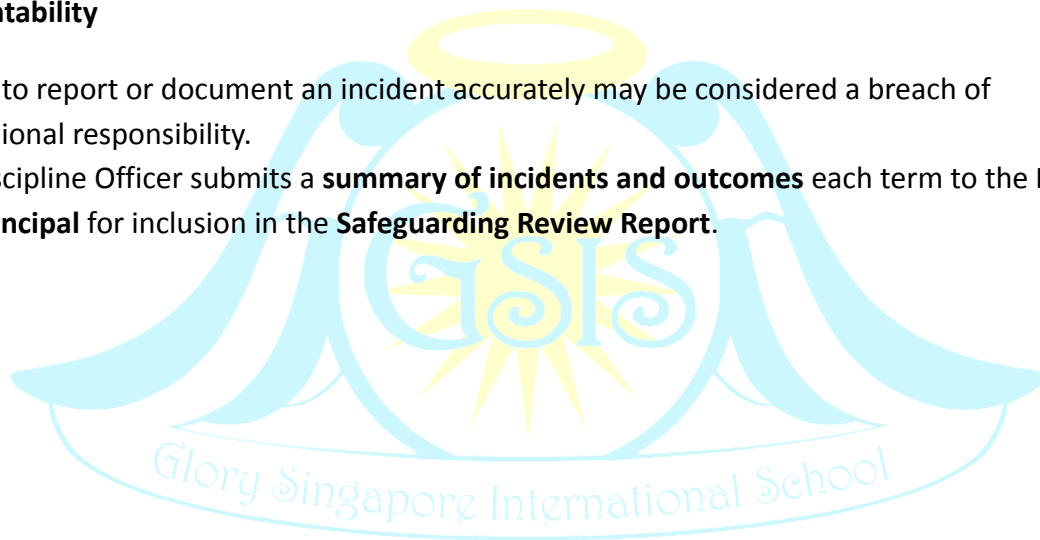 ntability
to report or document an incident accurately may be considered a breach of
ional responsibility.
scipline Officer submits a summary of incidents and outcomes each term to the
incipal for inclusion in the Safeguarding Review Report.
GSIS
Glory Singapore International School